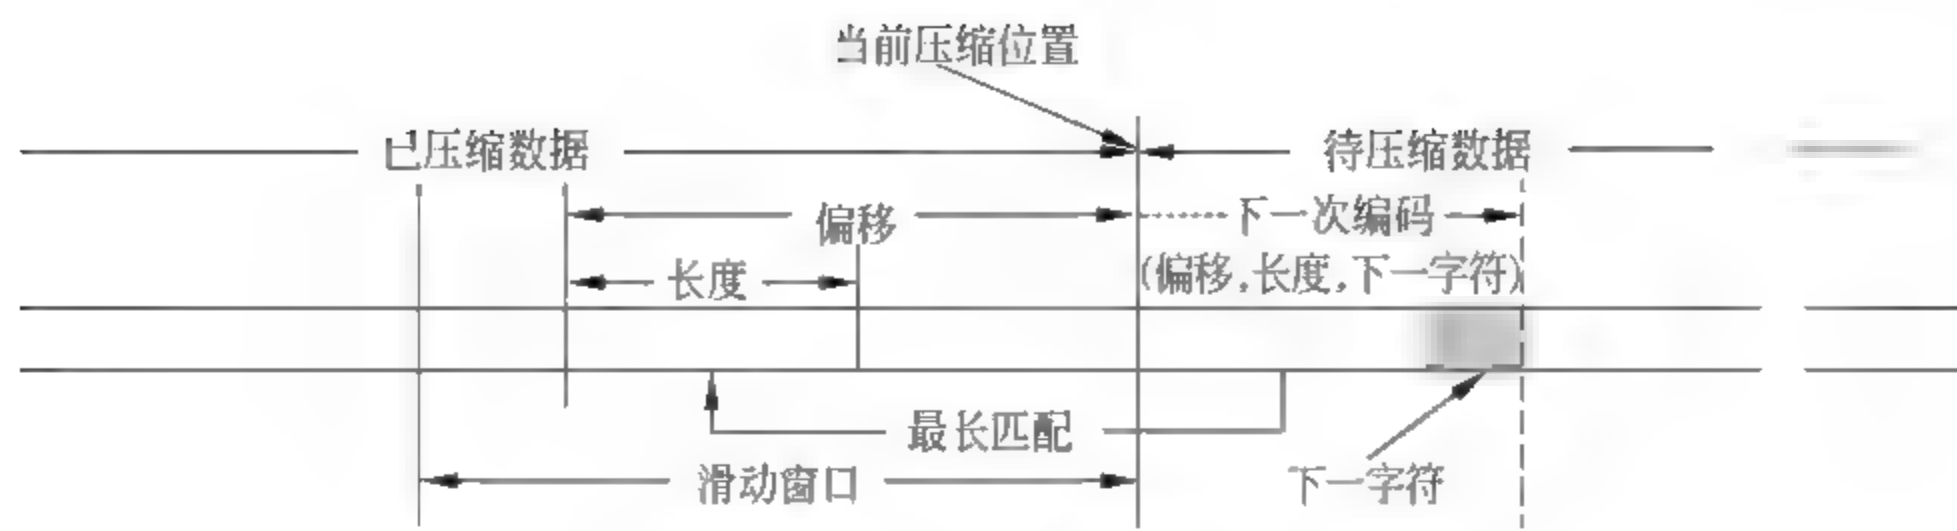 当前压缩位置
已压缩数据
待压缩数据
偏移
下一次编码
长度
(偏移,长度,下一字符)
最长匹配
滑动窗口
下一字符